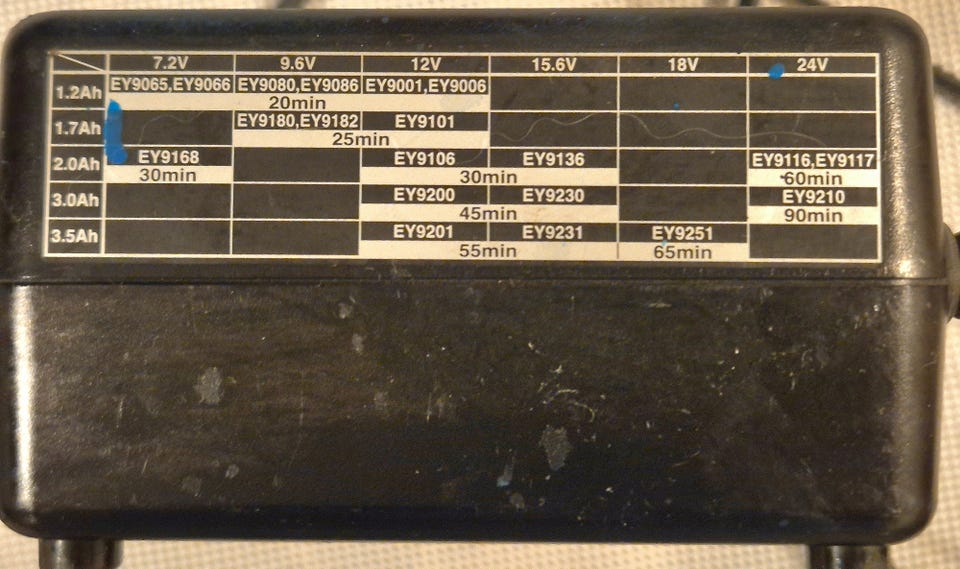 7.2V 9.6V 12V 15.6V 18V 24V
1.2Ah EY9065,EY9066 EY9080,EY9086 EY9001,EY9006
20min
1.7Ah EY9180,EY9182 EY9101
25min
2.0Ah EY9168 EY9106 EY9136 EY9116,EY9117
30min 30min 60min
3.0Ah EY9200 EY9230 EY9210
45min 90min
3.5Ah EY9201 EY9231 EY9251
55min 65min